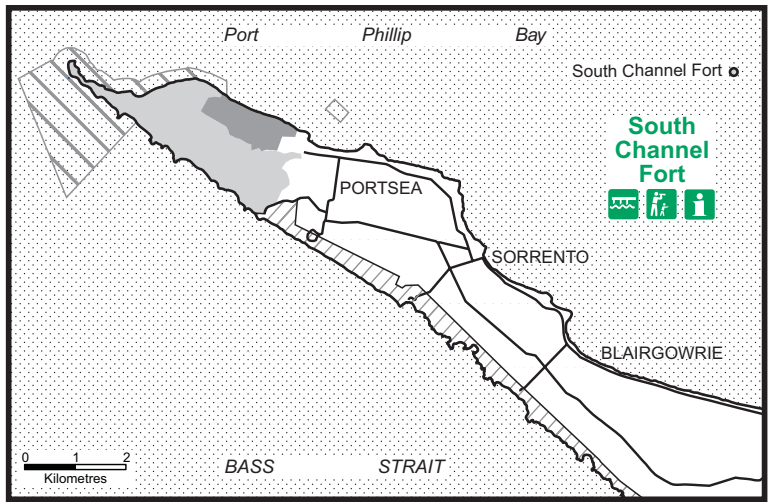 Port Phillip Bay
South Channel Fort
South
Channel
Fort
i
PORTSEA
SORRENTO
BLAIRGOWRIE
0 1 2
Kilometres
BASS STRAIT